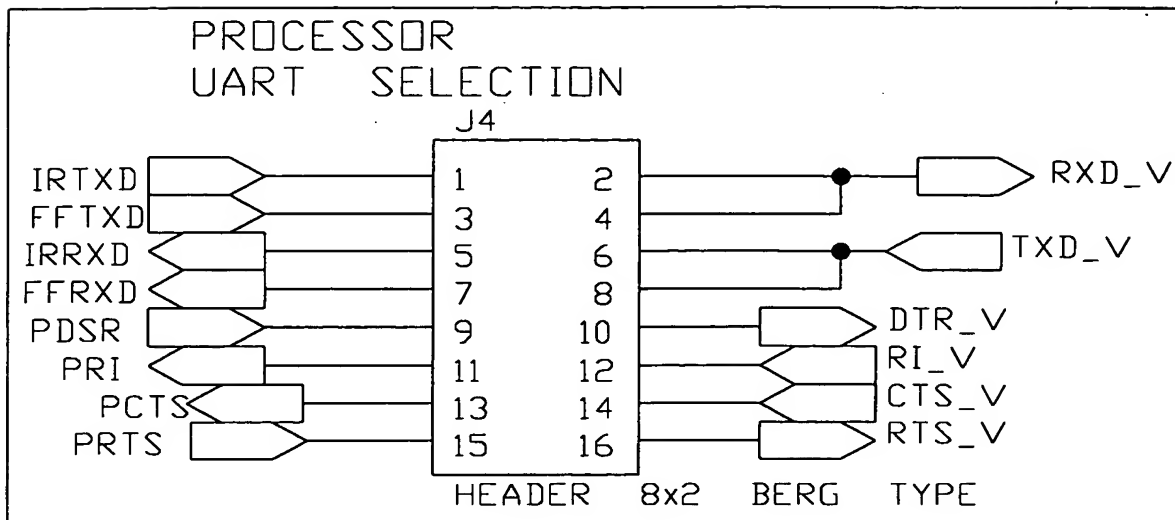 PROCESSOR
UART SELECTION
J4
IRTXD 1 2 RXD_V
FFTXD 3 4
IRRXD 5 6 TXD_V
FFRXD 7 8
PDSR 9 10 DTR_V
PRI 11 12 RI_V
PCTS 13 14 CTS_V
PRTS 15 16 RTS_V
HEADER 8x2 BERG TYPE